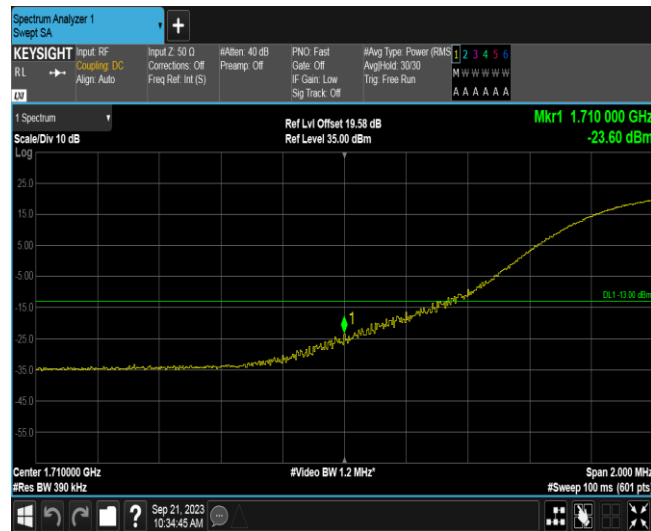 Spectrum Analyzer 1
Swept SA
+
KEYSIGHT
RL
LXI
Input: RF
Coupling: DC
Align: Auto
Input Z: 50 Ω
Corrections: Off
Freq Ref: Int (S)
#Atten: 40 dB
Preamp: Off
PNO: Fast
Gate: Off
IF Gain: Low
Sig Track: Off
#Avg Type: Power (RMS
Avg|Hold: 30/30
Trig: Free Run
1 2 3 4 5 6
M W W W W W
A A A A A A
1 Spectrum
Scale/Div 10 dB
Log
Ref Lvl Offset 19.58 dB
Ref Level 35.00 dBm
Mkr1 1.710 000 GHz
-23.60 dBm
25.0
15.0
5.00
-5.00
DL1 -13.00 dBm
-15.0
1
-25.0
-35.0
-45.0
-55.0
Center 1.710000 GHz
#Video BW 1.2 MHz*
Span 2.000 MHz
#Res BW 390 kHz
#Sweep 100 ms (601 pts)
?
Sep 21, 2023
10:34:45 AM